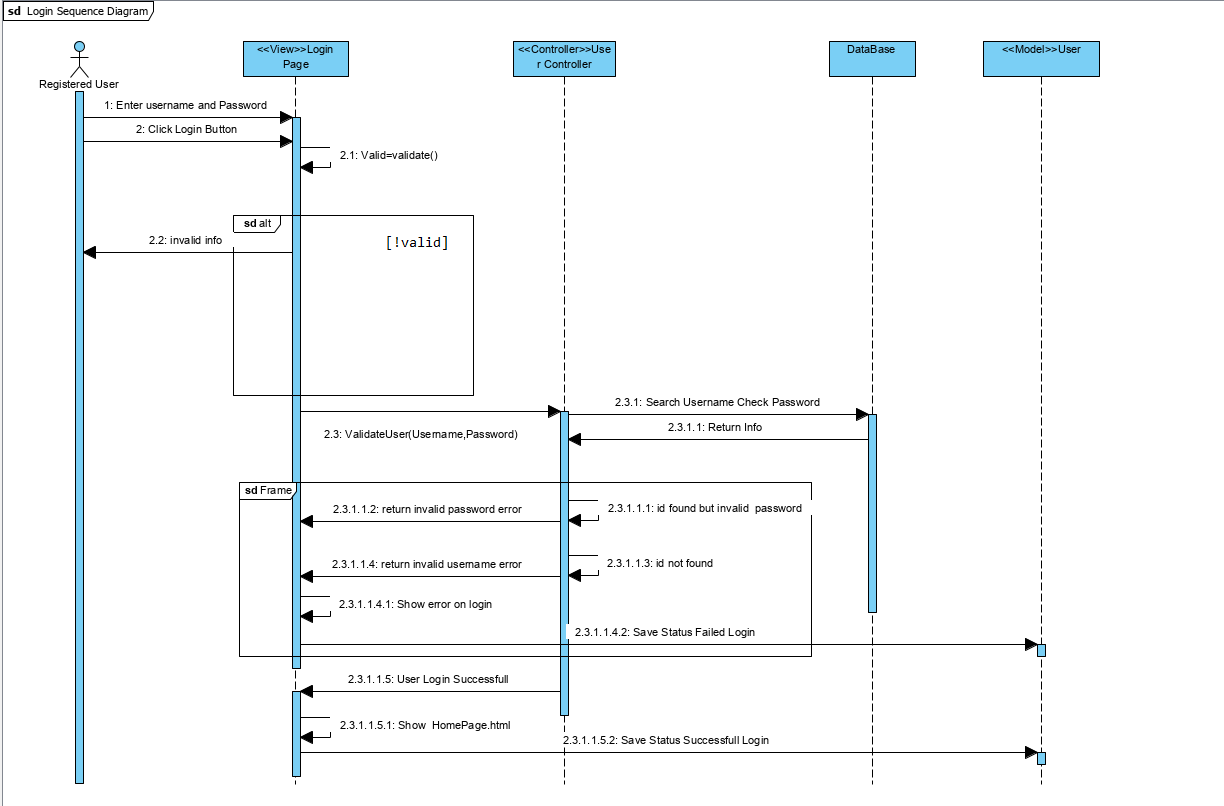 sd Login Sequence Diagram
Registered User
<<View>>Login
Page
<<Controller>>Use
r Controller
DataBase
<<Model>>User
1: Enter username and Password
2: Click Login Button
2.1: Valid=validate()
sd alt
2.2: invalid info
[!valid]
2.3.1: Search Username Check Password
2.3.1.1: Return Info
2.3: ValidateUser(Username,Password)
sd Frame
2.3.1.1.2: return invalid password error
2.3.1.1.1: id found but invalid  password
2.3.1.1.4: return invalid username error
2.3.1.1.3: id not found
2.3.1.1.4.1: Show error on login
2.3.1.1.4.2: Save Status Failed Login
2.3.1.1.5: User Login Successfull
2.3.1.1.5.1: Show  HomePage.html
2.3.1.1.5.2: Save Status Successfull Login